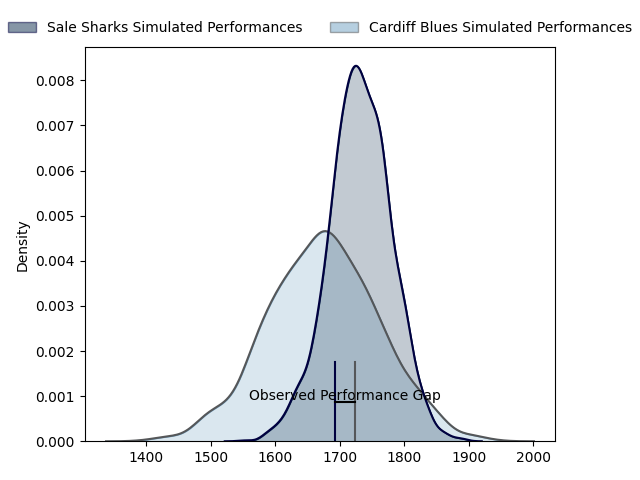 Sale Sharks Simulated Performances
Cardiff Blues Simulated Performances
0.008
0.007
0.006
0.005
0.004
0.003
0.002
0.001
0.000
Density
Observed Performance Gap
1400 1500 1600 1700 1800 1900 2000